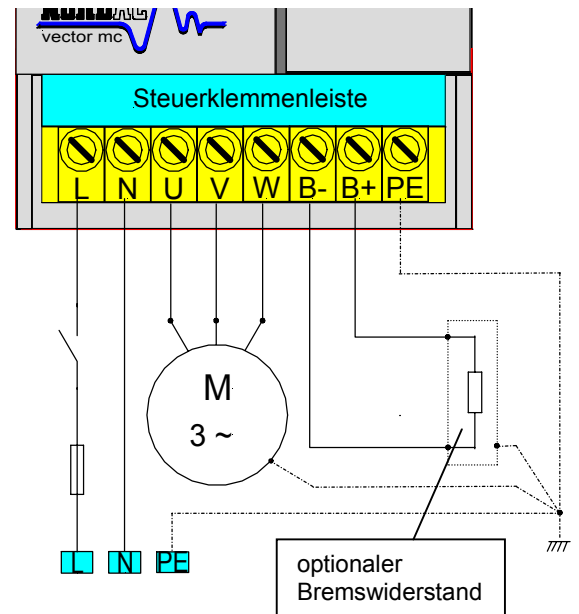 vector mc
Steuerklemmenleiste
L N U V W B- B+ PE
M
3 ~
L N PE
optionaler
Bremswiderstand